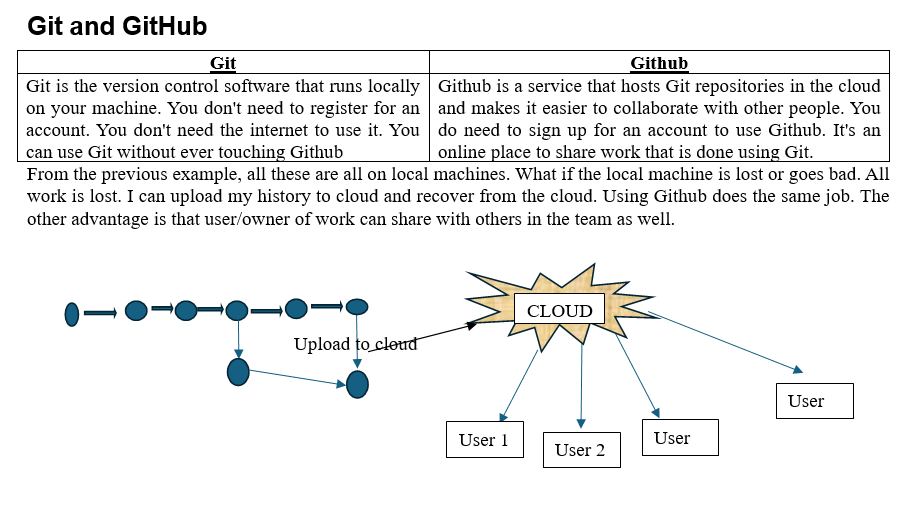 Git and GitHub
Git
Github
Git is the version control software that runs locally
on your machine. You don't need to register for an
account. You don't need the internet to use it. You
can use Git without ever touching Github
Github is a service that hosts Git repositories in the cloud
and makes it easier to collaborate with other people. You
do need to sign up for an account to use Github. It's an
online place to share work that is done using Git.
From the previous example, all these are all on local machines. What if the local machine is lost or goes bad. All
work is lost. I can upload my history to cloud and recover from the cloud. Using Github does the same job. The
other advantage is that user/owner of work can share with others in the team as well.
CLOUD
Upload to cloud
User
User 1
User 2
User